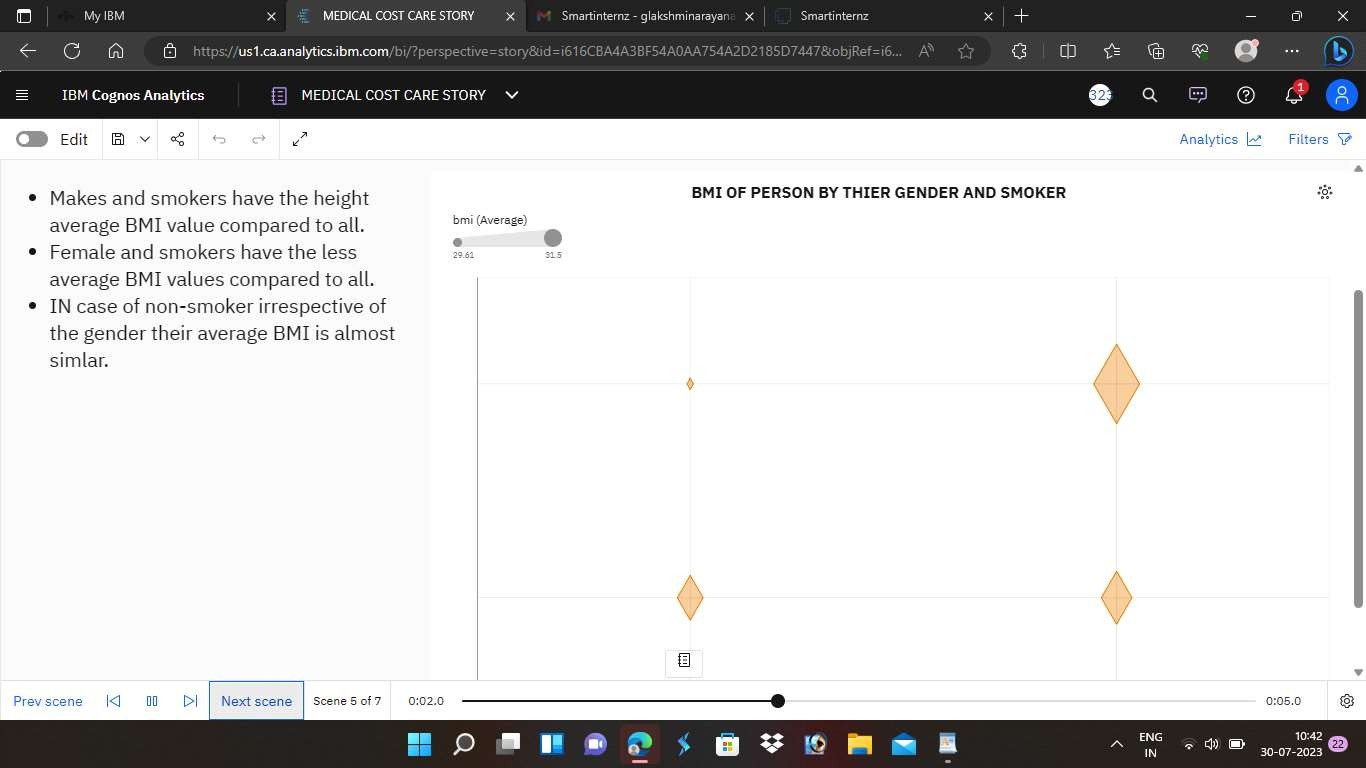 My IBM
MEDICAL COST CARE STORY
Smartinternz - glakshminarayana
Smartinternz
https://us1.ca.analytics.ibm.com/bi/?perspective=story&id=i616CBA4A3BF54A0AA754A2D2185D7447&objRef=i6...
IBM Cognos Analytics
MEDICAL COST CARE STORY
323
1
Edit
Analytics
Filters
• Makes and smokers have the height
average BMI value compared to all.
• Female and smokers have the less
average BMI values compared to all.
• IN case of non-smoker irrespective of
the gender their average BMI is almost
simlar.
BMI OF PERSON BY THIER GENDER AND SMOKER
bmi (Average)
29.61 31.5
Prev scene
Next scene
Scene 5 of 7
0:02.0
0:05.0
ENG
IN
10:42
30-07-2023
22